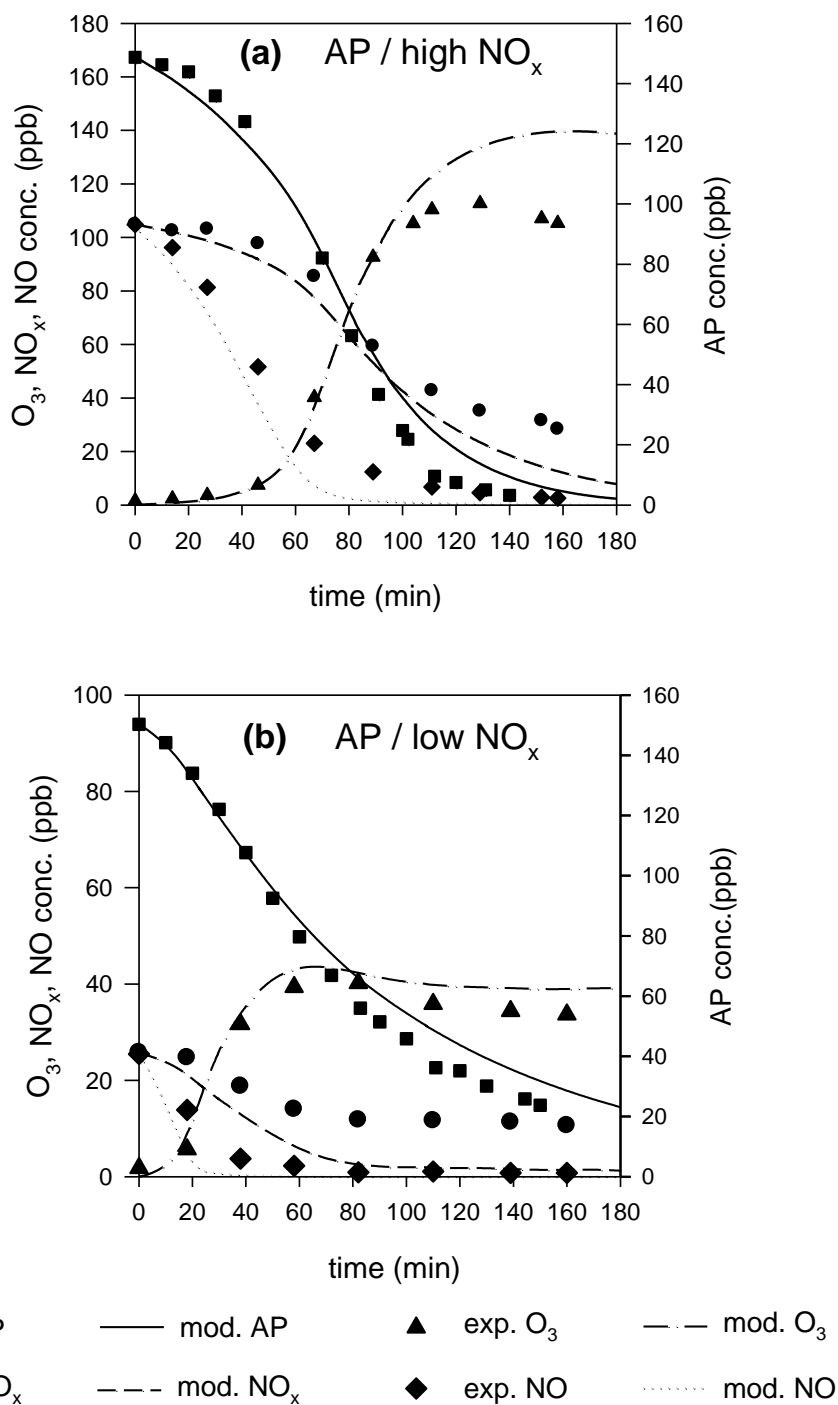 (a) AP / high NOx
180
160
140
120
100
80
60
40
20
0
O3, NOx, NO conc. (ppb)
160
140
120
100
80
60
40
20
0
AP conc.(ppb)
0 20 40 60 80 100 120 140 160 180
time (min)
(b) AP / low NOx
100
80
60
40
20
0
O3, NOx, NO conc. (ppb)
160
140
120
100
80
60
40
20
0
AP conc.(ppb)
0 20 40 60 80 100 120 140 160 180
time (min)
mod. AP exp. O3 mod. O3
Ox mod. NOx exp. NO mod. NO